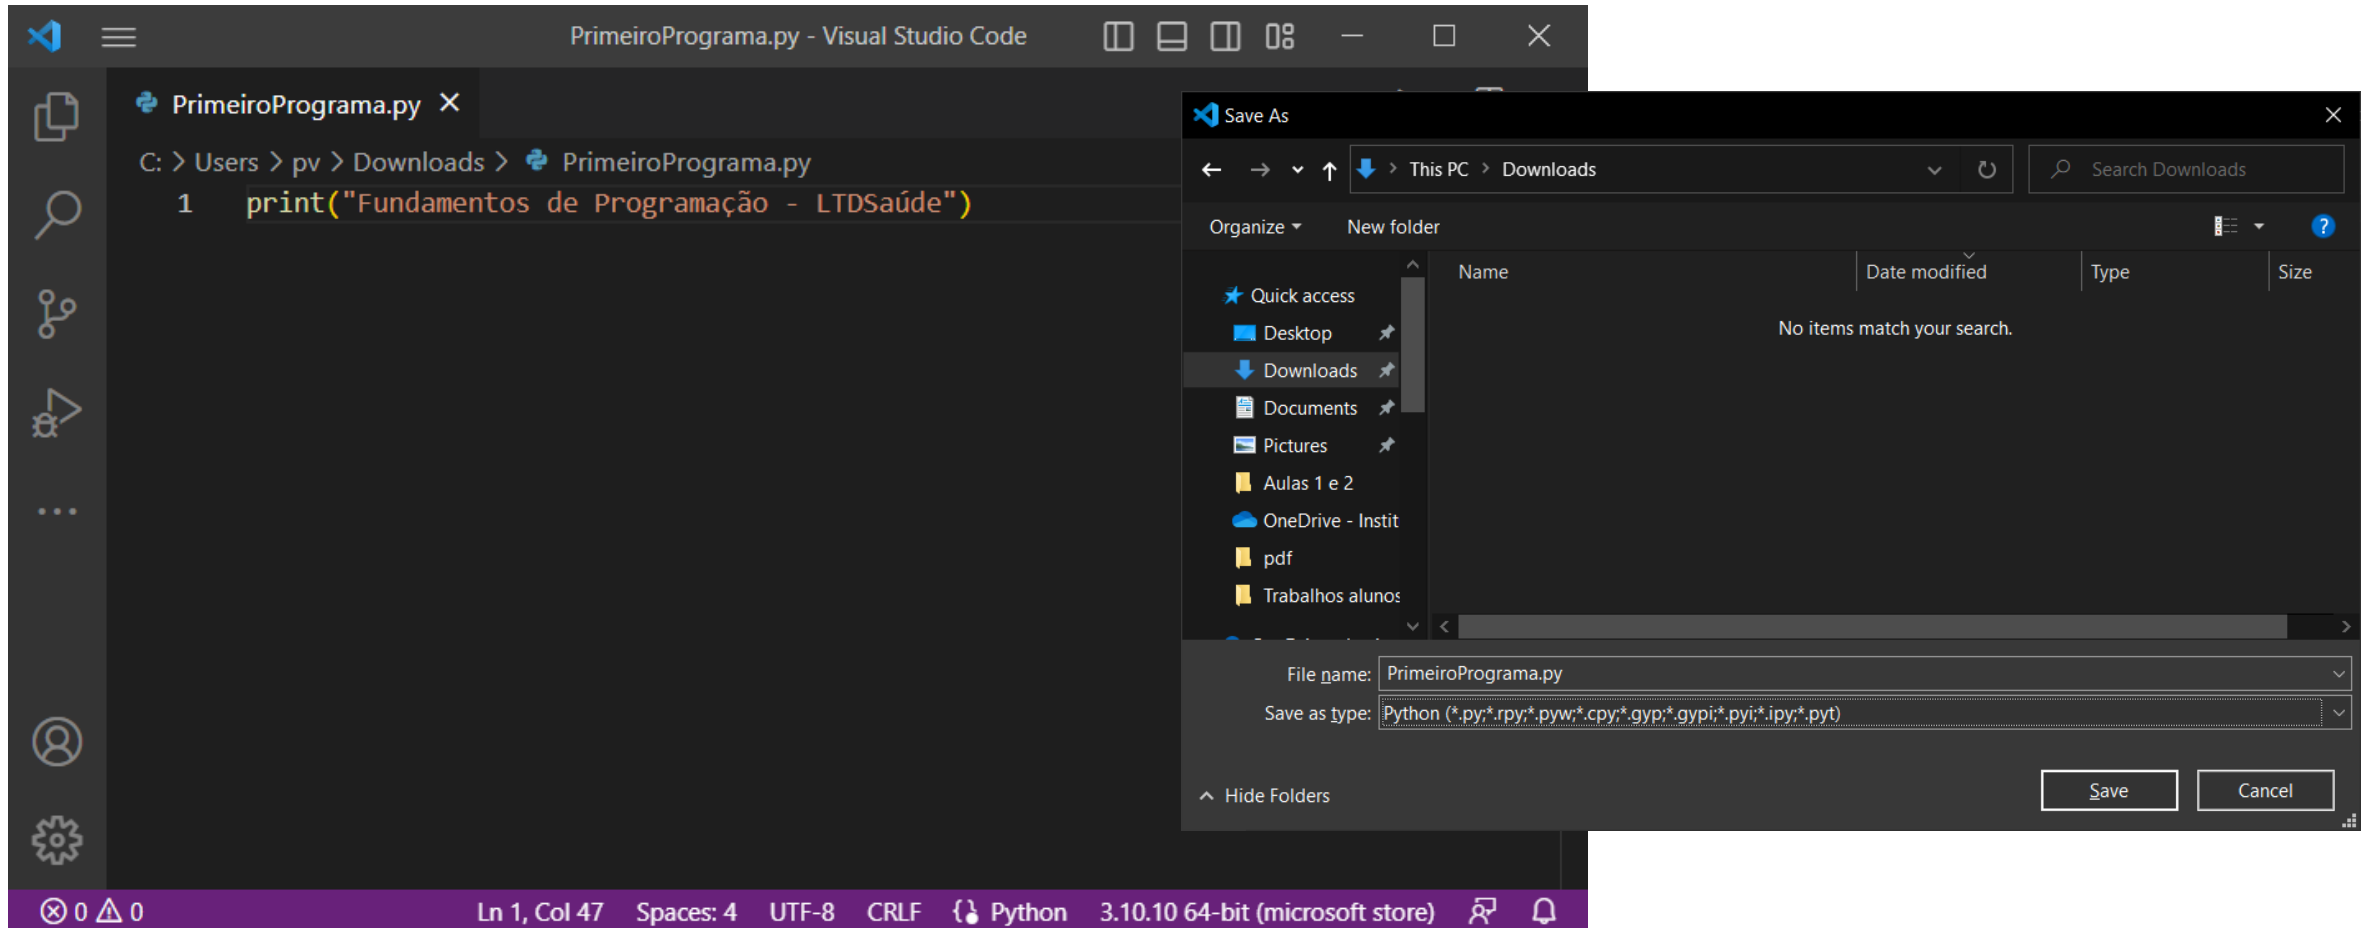 PrimeiroPrograma.py - Visual Studio Code
PrimeiroPrograma.py
C: > Users > pv > Downloads > PrimeiroPrograma.py
1 print("Fundamentos de Programação - LTDSaúde")
0 0 Ln 1, Col 47 Spaces: 4 UTF-8 CRLF Python 3.10.10 64-bit (microsoft store)
Save As
This PC > Downloads
Search Downloads
Organize New folder
Name Date modified Type Size
No items match your search.
Quick access
Desktop
Downloads
Documents
Pictures
Aulas 1 e 2
OneDrive - Instit
pdf
Trabalhos alunos
File name: PrimeiroPrograma.py
Save as type: Python (*.py;*.rpy;*.pyw;*.cpy;*.gyp;*.gypi;*.pyi;*.ipy;*.pyt)
Hide Folders
Save Cancel